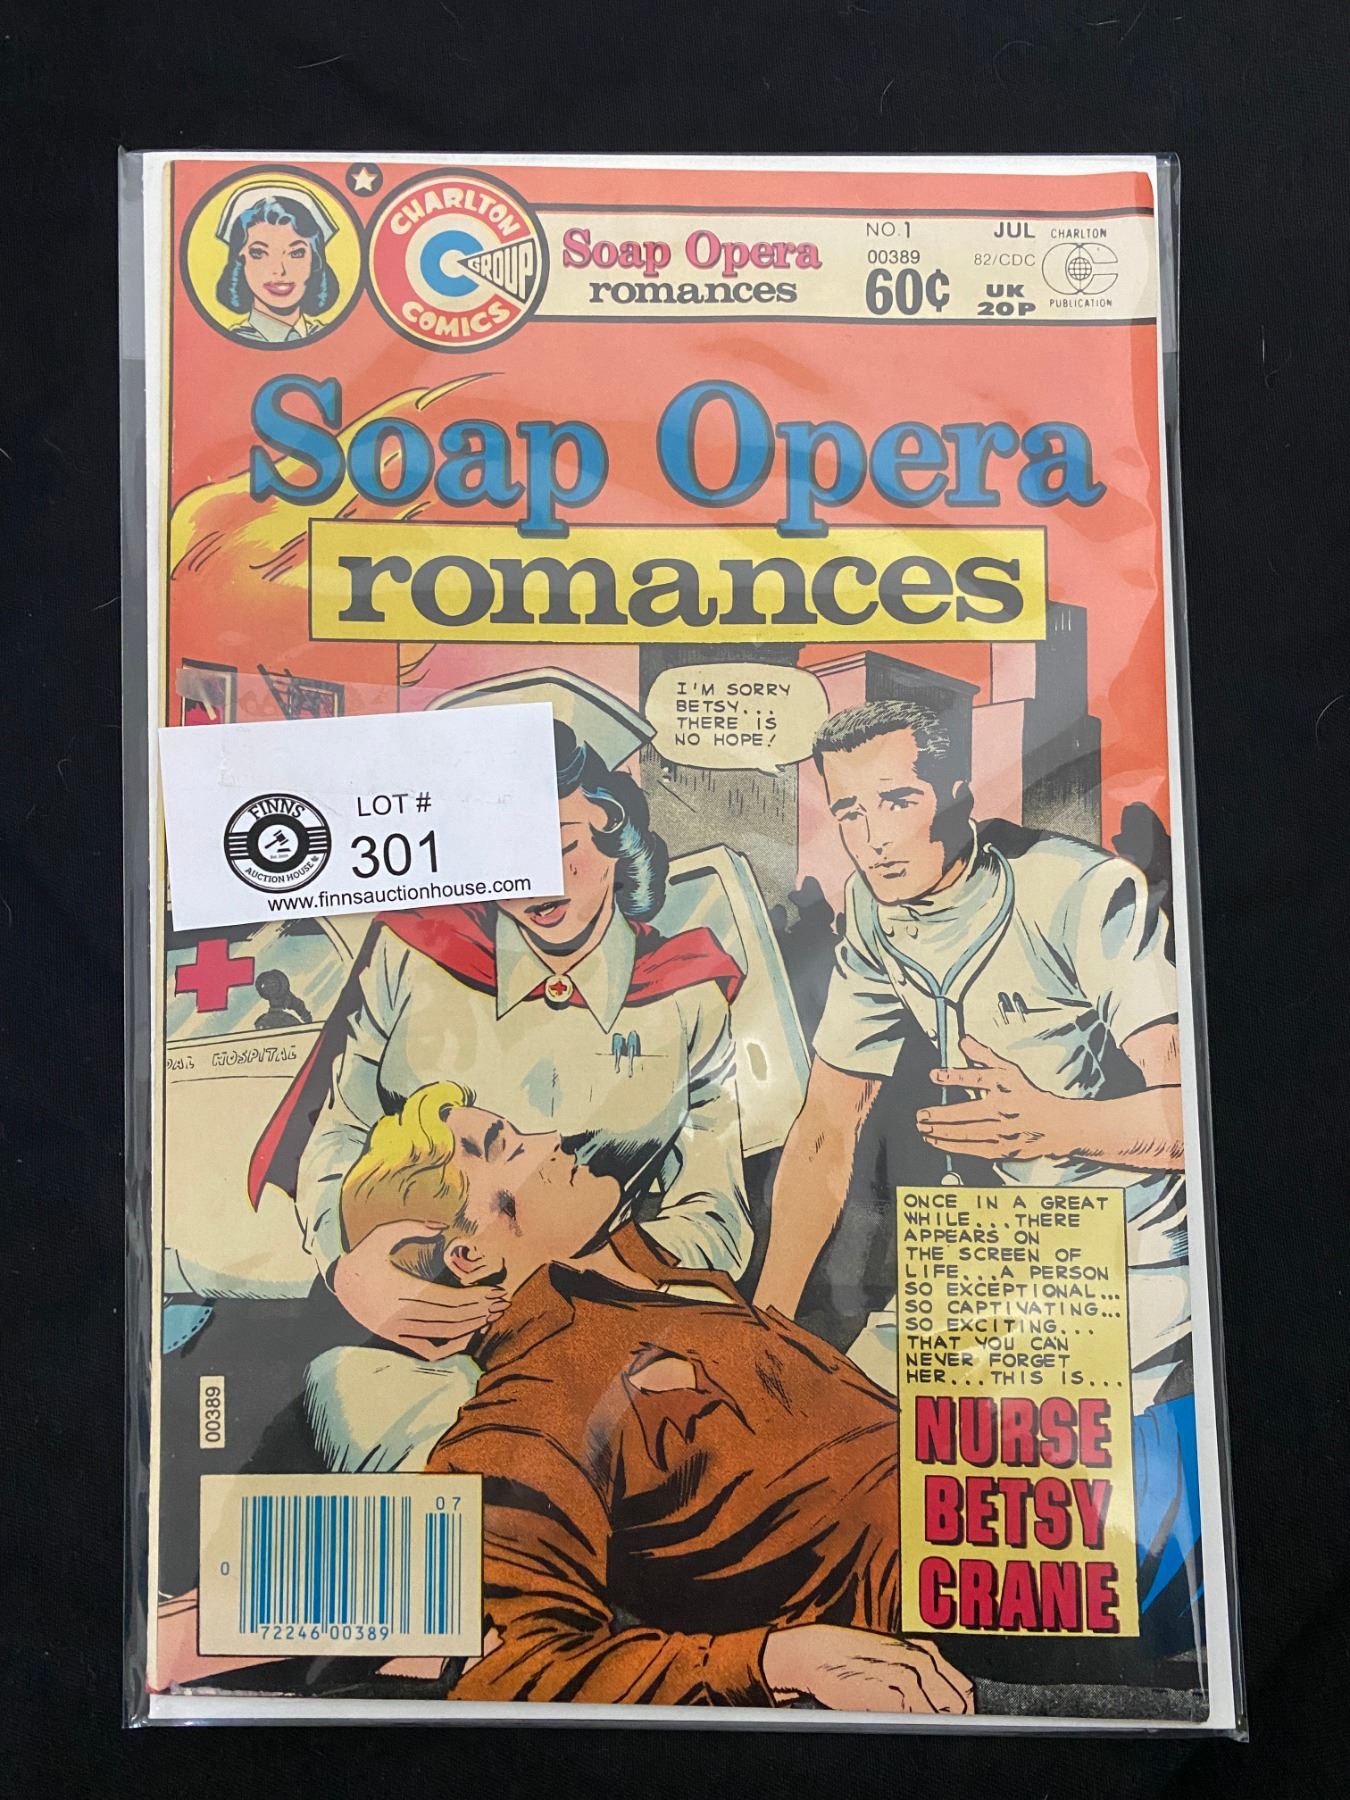 CHARLTON
GROUP
COMICS
Soap Opera
romances
NO.1
00389
60¢
JUL
82/CDC
UK
20P
CHARLTON
PUBLICATION
Soap Opera
romances
I'M SORRY
BETSY...
THERE IS
NO HOPE!
FINNS
AUCTION HOUSE
LOT #
301
www.finnsauctionhouse.com
HOSPITAL
ONCE IN A GREAT
WHILE...THERE
APPEARS ON
THE SCREEN OF
LIFE...A PERSON
SO EXCEPTIONAL...
SO CAPTIVATING...
SO EXCITING...
THAT YOU CAN
NEVER FORGET
HER...THIS IS...
NURSE
BETSY
CRANE
00389
07
0
72246 00389